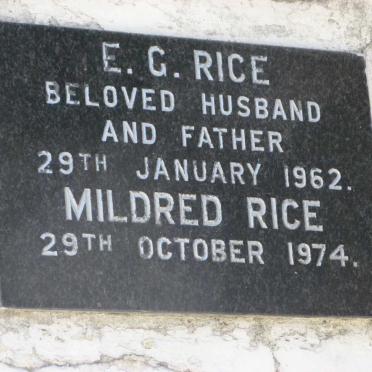 E. G. RICE
BELOVED HUSBAND
AND FATHER
29TH JANUARY 1962.
MILDRED RICE
29TH OCTOBER 1974.